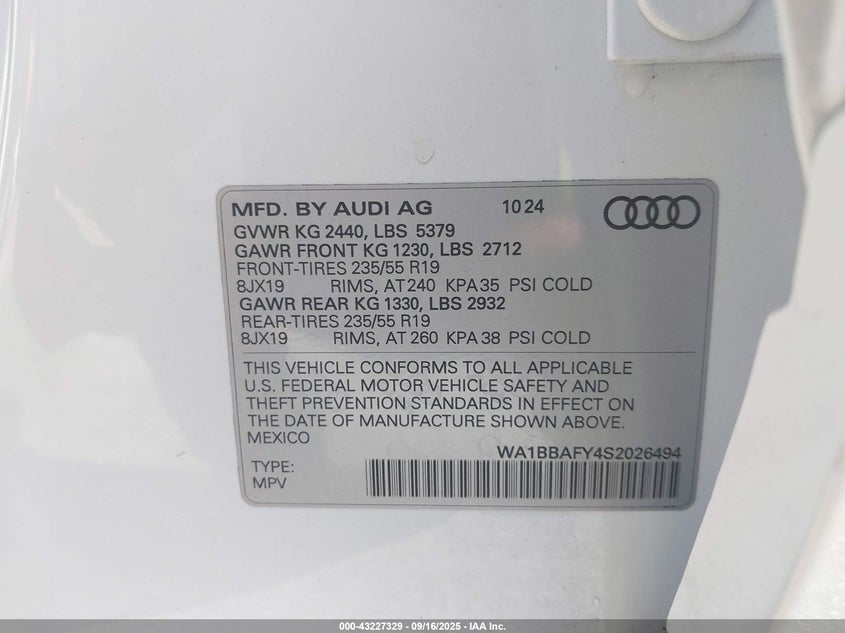 MFD. BY AUDI AG 10 24
GVWR KG 2440, LBS 5379
GAWR FRONT KG 1230, LBS 2712
FRONT-TIRES 235/55 R19
8JX19 RIMS, AT 240 KPA 35 PSI COLD
GAWR REAR KG 1330, LBS 2932
REAR-TIRES 235/55 R19
8JX19 RIMS, AT 260 KPA 38 PSI COLD
THIS VEHICLE CONFORMS TO ALL APPLICABLE
U.S. FEDERAL MOTOR VEHICLE SAFETY AND
THEFT PREVENTION STANDARDS IN EFFECT ON
THE DATE OF MANUFACTURE SHOWN ABOVE.
MEXICO
WA1BBAFY4S2026494
TYPE:
MPV
000-43227329 - 09/16/2025 - IAA Inc.